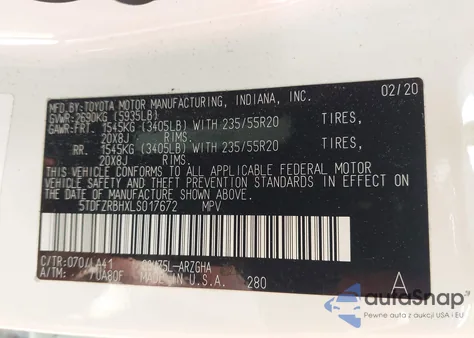 MFD.BY:TOYOTA MOTOR MANUFACTURING, INDIANA, INC. 02/20
GVWR:2690KG (5935LB)
GAWR:FRT. 1545KG (3405LB) WITH 235/55R20 TIRES,
20X8J RIMS.
RR. 1545KG (3405LB) WITH 235/55R20 TIRES,
20X8J RIMS.
THIS VEHICLE CONFORMS TO ALL APPLICABLE FEDERAL MOTOR
VEHICLE SAFETY AND THEFT PREVENTION STANDARDS IN
EFFECT ON THE DATE OF MANUFACTURE SHOWN ABOVE.
5TDFZRBHXLS017672 MPV
C/TR:070/LA41 -ARZGHA
A/TM: /UA80F MADE IN U.S.A. 280 A
autaSnap
Pewne auta z USA i EU